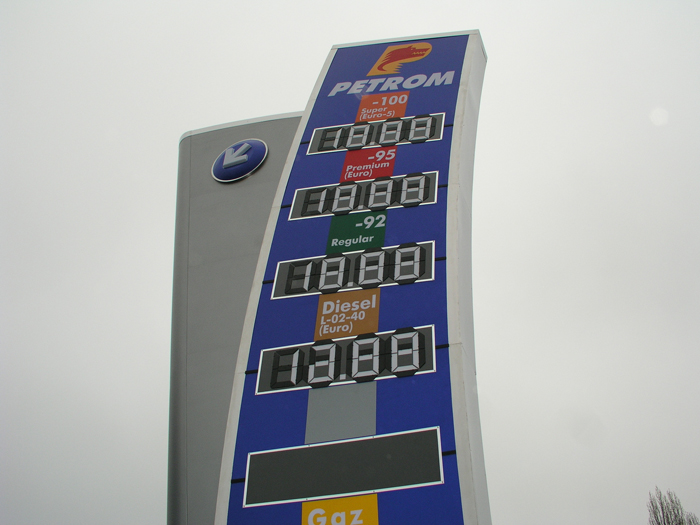 PETROM
-100
Super
(Euro-5)
-95
Premium
(Euro)
-92
Regular
Diesel
L-02-40
(Euro)
Gaz